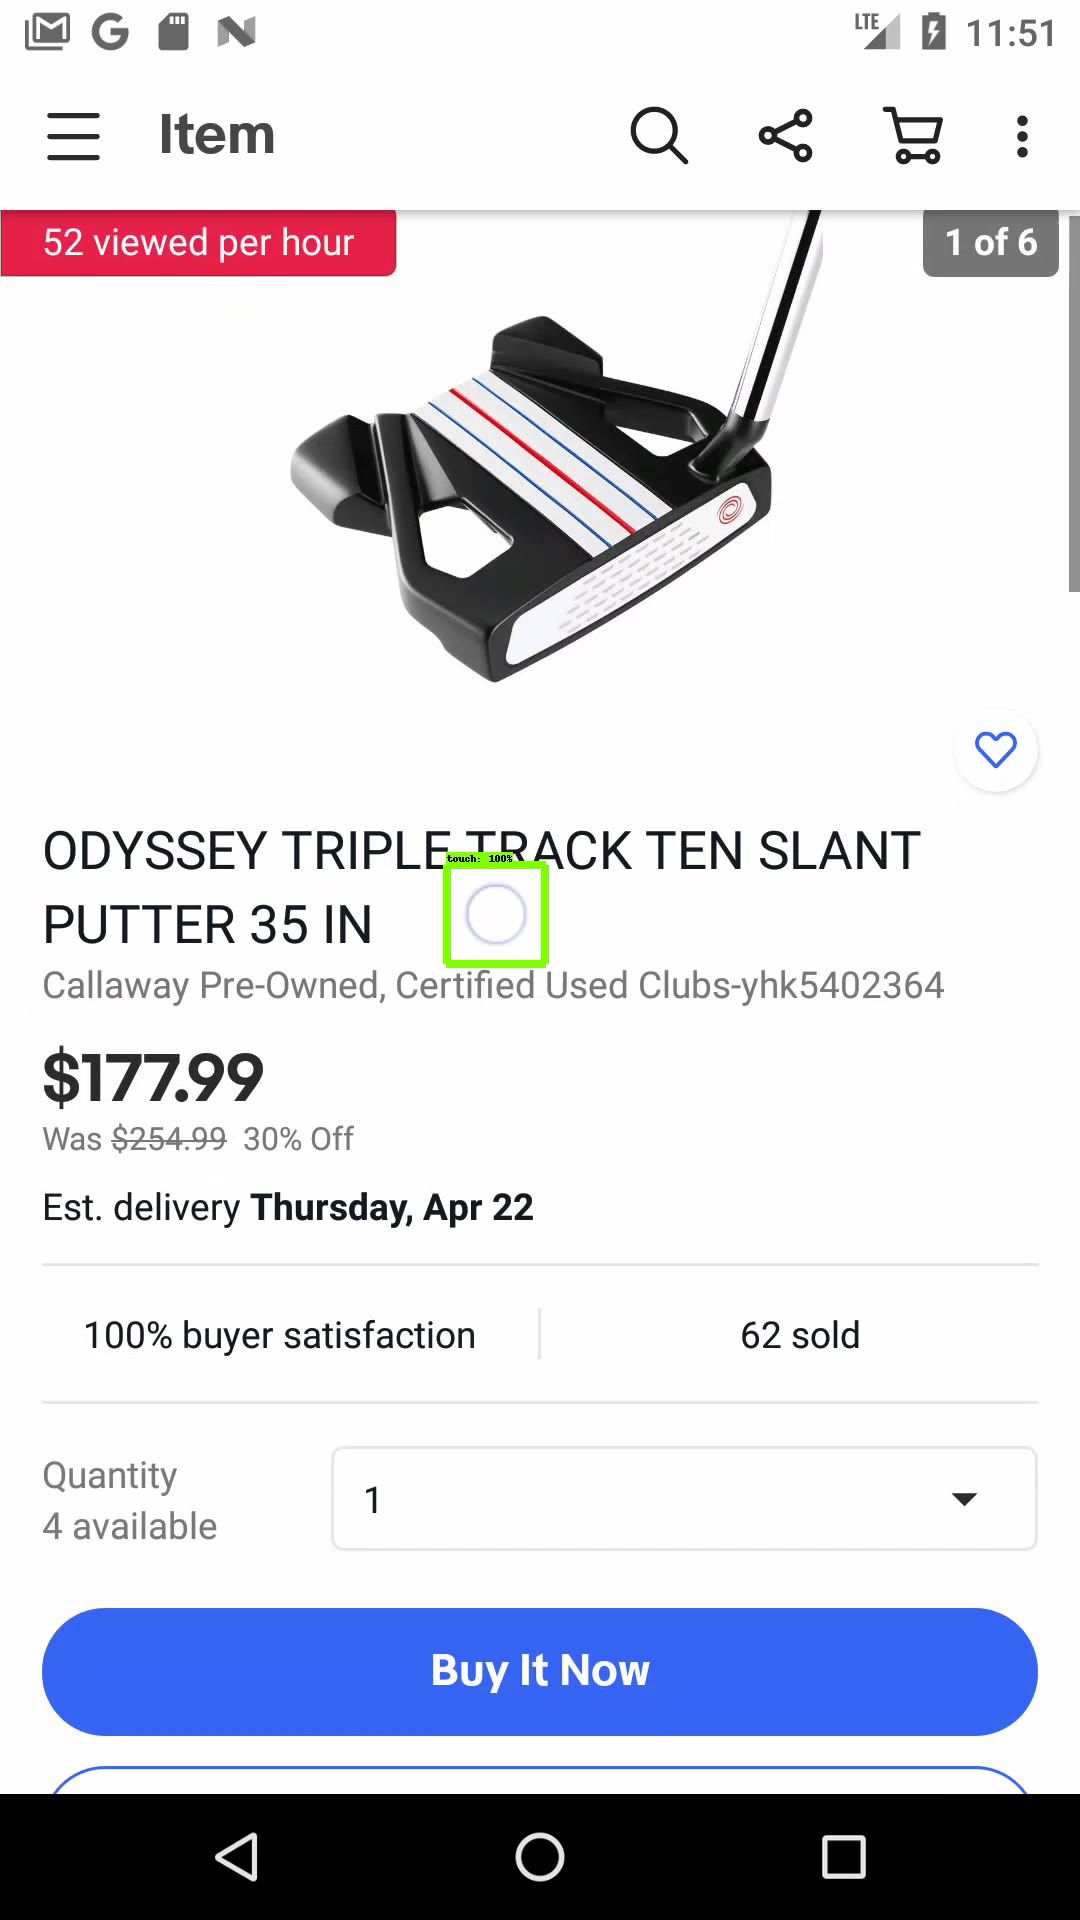 LTE 11:51
Item
52 viewed per hour
1 of 6
ODYSSEY TRIPLE TRACK TEN SLANT
PUTTER 35 IN
touch: 100%
Callaway Pre-Owned, Certified Used Clubs-yhk5402364
$177.99
Was $254.99 30% Off
Est. delivery Thursday, Apr 22
100% buyer satisfaction
62 sold
Quantity
4 available
1
Buy It Now